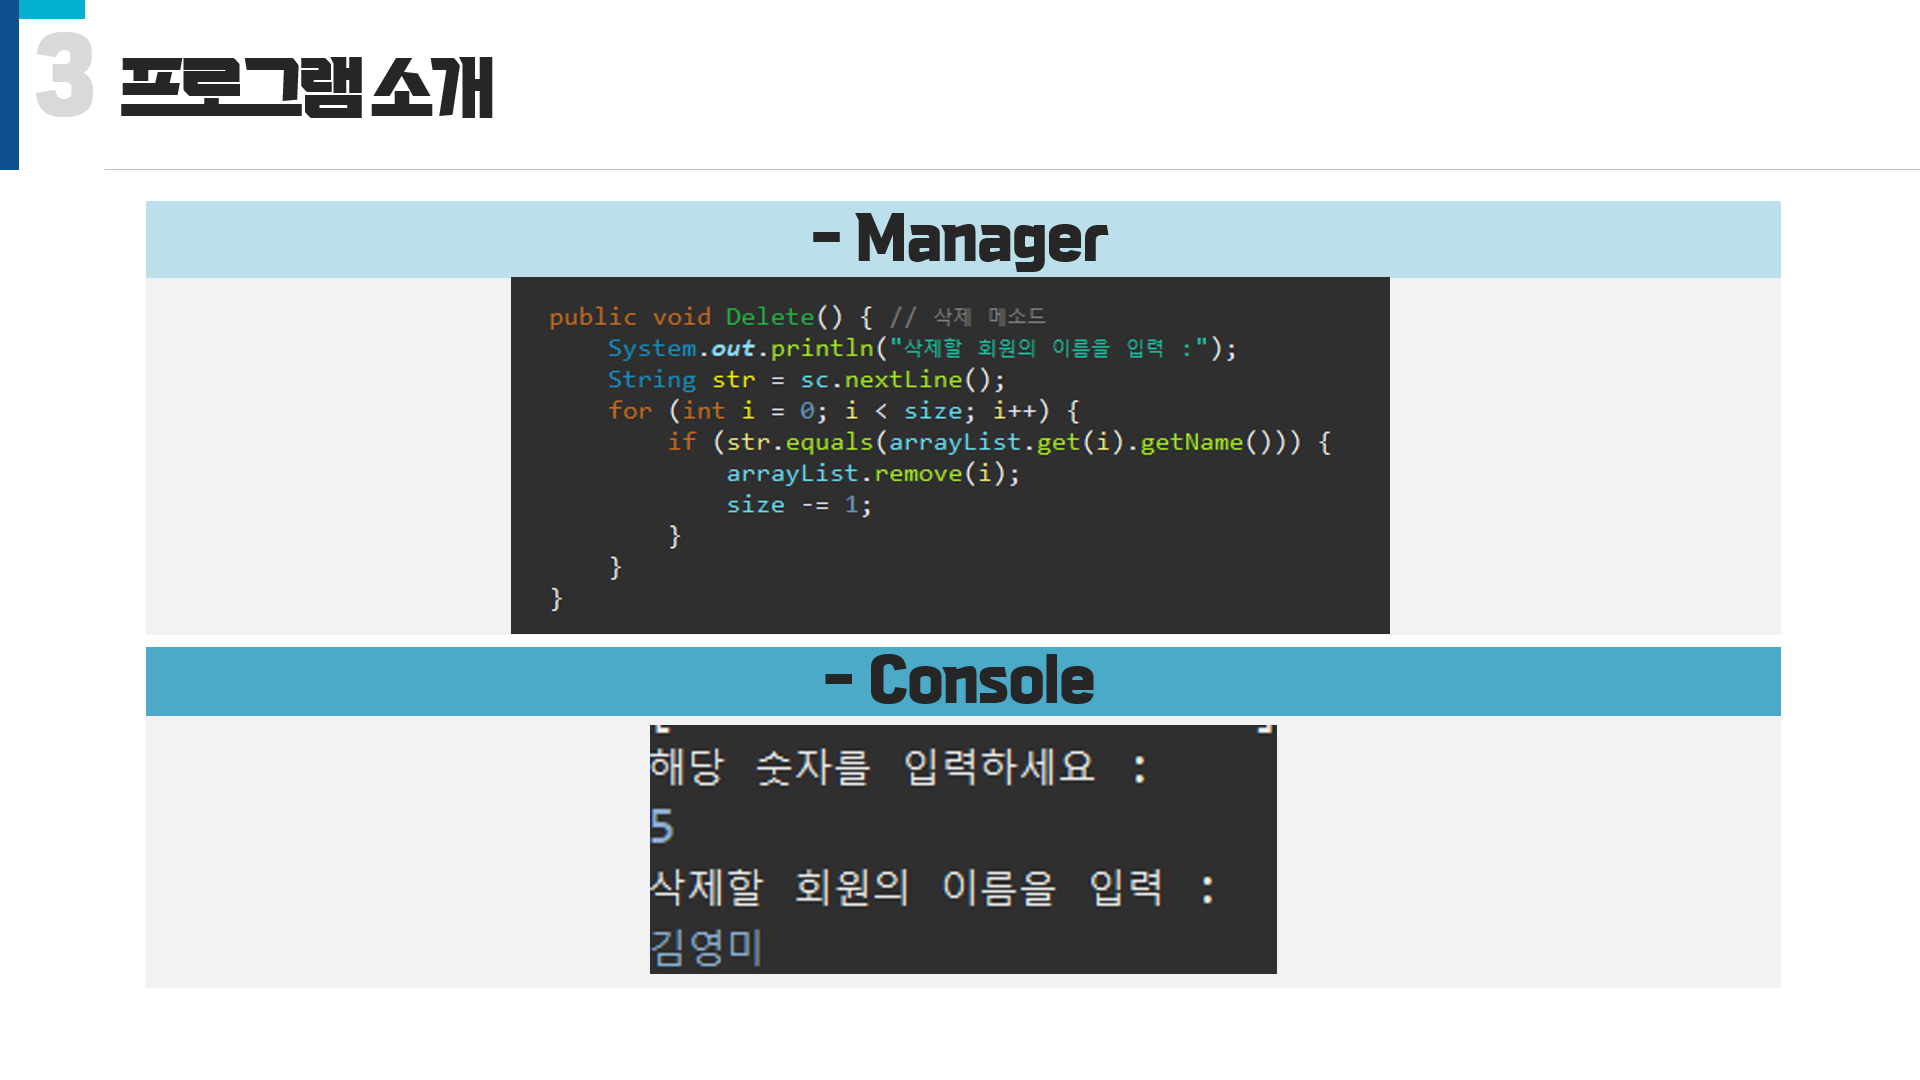 3 프로그램 소개
- Manager
public void Delete() { // 삭제 메소드
    System.out.println("삭제할 회원의 이름을 입력 :");
    String str = sc.nextLine();
    for (int i = 0; i < size; i++) {
        if (str.equals(arrayList.get(i).getName())) {
            arrayList.remove(i);
            size -= 1;
        }
    }
}
- Console
해당 숫자를 입력하세요 :
5
삭제할 회원의 이름을 입력 :
김영미